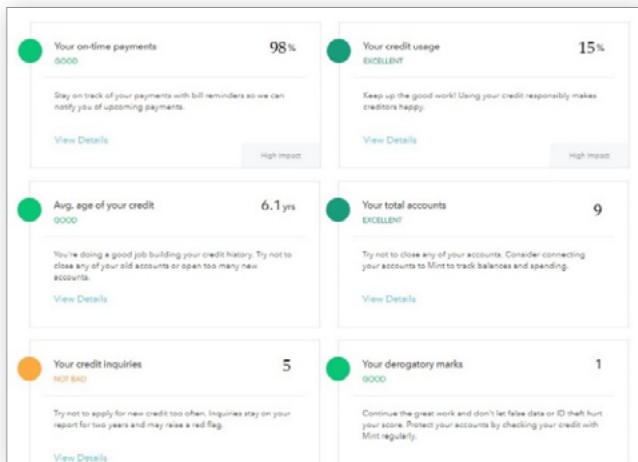 Your on-time payments 98%
GOOD
Stay on track of your payments with bill reminders so we can
notify you of upcoming payments.
View Details
High Impact
Your credit usage 15%
EXCELLENT
Keep up the good work! Using your credit responsibly makes
creditors happy.
View Details
High Impact
Avg. age of your credit 6.1 yrs
GOOD
You're doing a good job building your credit history. Try not to
close any of your old accounts or open too many new
accounts.
View Details
Your total accounts 9
EXCELLENT
Try not to close any of your accounts. Consider connecting
your accounts to Mint to track balances and spending.
View Details
Your credit inquiries 5
NOT BAD
Try not to apply for new credit too often. Inquiries stay on your
report for two years and may raise a red flag.
View Details
Your derogatory marks 1
GOOD
Continue the great work and don't let false data or ID theft hurt
your score. Protect your accounts by checking your credit with
Mint regularly.